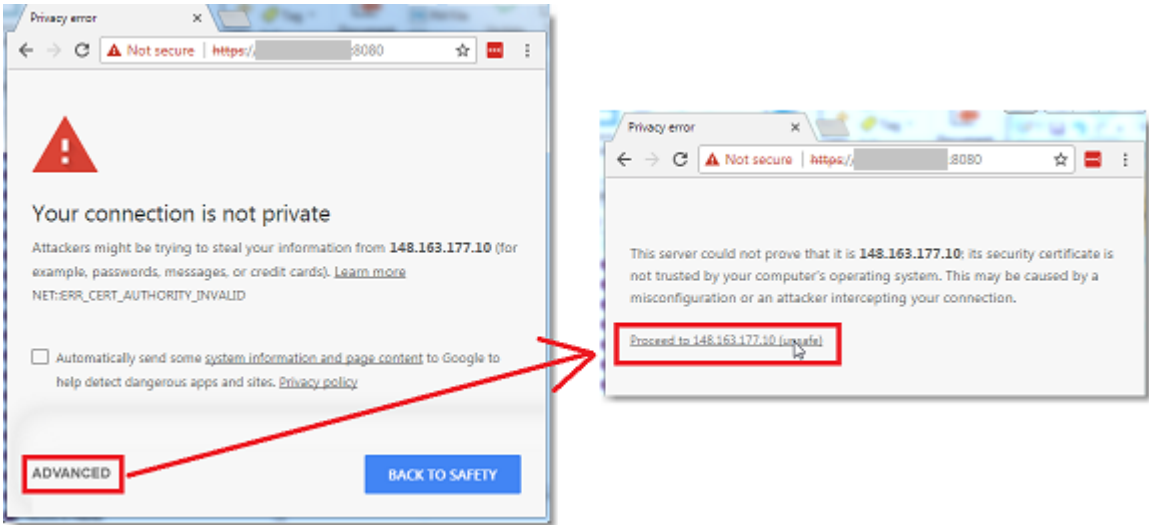 Privacy error
Not secure | https:// :8080
Your connection is not private
Attackers might be trying to steal your information from 148.163.177.10 (for
example, passwords, messages, or credit cards). Learn more
NET::ERR_CERT_AUTHORITY_INVALID
Automatically send some system information and page content to Google to
help detect dangerous apps and sites. Privacy policy
ADVANCED
BACK TO SAFETY
Privacy error
Not secure | https:// :8080
This server could not prove that it is 148.163.177.10; its security certificate is
not trusted by your computer's operating system. This may be caused by a
misconfiguration or an attacker intercepting your connection.
Proceed to 148.163.177.10 (unsafe)